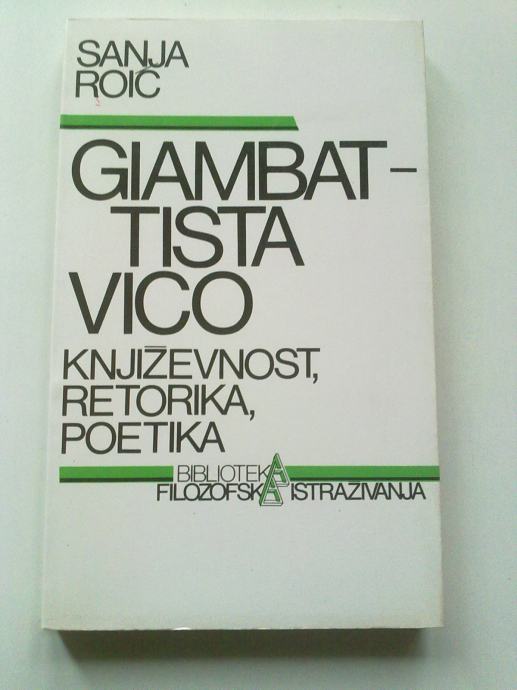 SANJA
ROIĆ
GIAMBAT-
TISTA
VICO
KNJIŽEVNOST,
RETORIKA,
POETIKA
BIBLIOTEKA
FILOZOFSKA ISTRAŽIVANJA